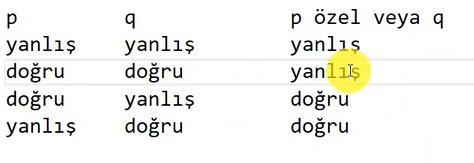 p q p özel veya q
yanlış yanlış yanlış
doğru doğru yanlış
doğru yanlış doğru
yanlış doğru doğru